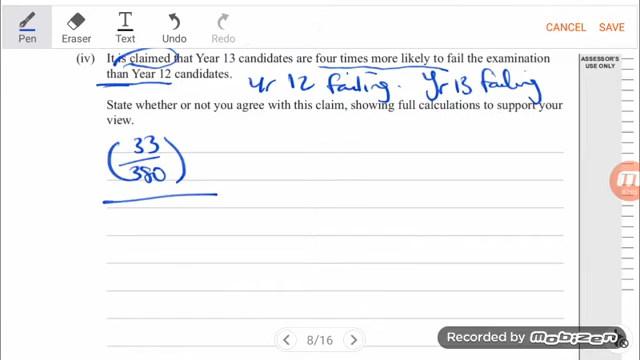 CANCEL SAVE
Pen Eraser Text Undo Redo
(iv) It is claimed that Year 13 candidates are four times more likely to fail the examination
than Year 12 candidates.
yr 12 failing. Yr 13 failing
State whether or not you agree with this claim, showing full calculations to support your
view.
ASSESSOR'S
USE ONLY
(33
380)
8/16
Recorded by
MOBIZEN